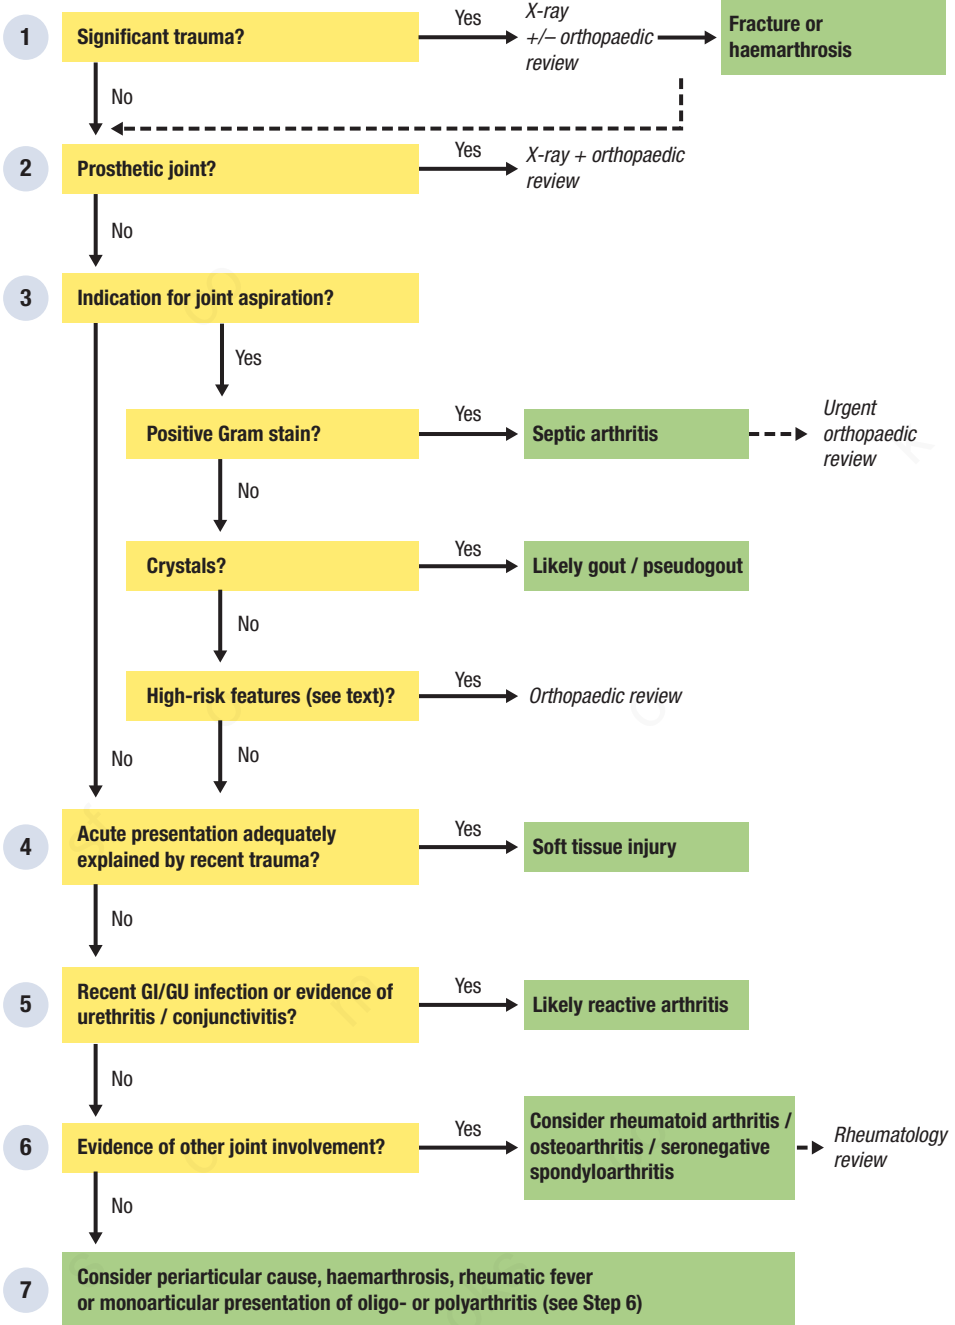 1
Significant trauma?
Yes
X-ray
+/– orthopaedic
review
Fracture or
haemarthrosis
No
2
Prosthetic joint?
Yes
X-ray + orthopaedic
review
No
3
Indication for joint aspiration?
Yes
Positive Gram stain?
Yes
Septic arthritis
Urgent
orthopaedic
review
No
Crystals?
Yes
Likely gout / pseudogout
No
High-risk features (see text)?
Yes
Orthopaedic review
No
No
4
Acute presentation adequately
explained by recent trauma?
Yes
Soft tissue injury
No
5
Recent GI/GU infection or evidence of
urethritis / conjunctivitis?
Yes
Likely reactive arthritis
No
6
Evidence of other joint involvement?
Yes
Consider rheumatoid arthritis /
osteoarthritis / seronegative
spondyloarthritis
Rheumatology
review
No
7
Consider periarticular cause, haemarthrosis, rheumatic fever
or monoarticular presentation of oligo- or polyarthritis (see Step 6)